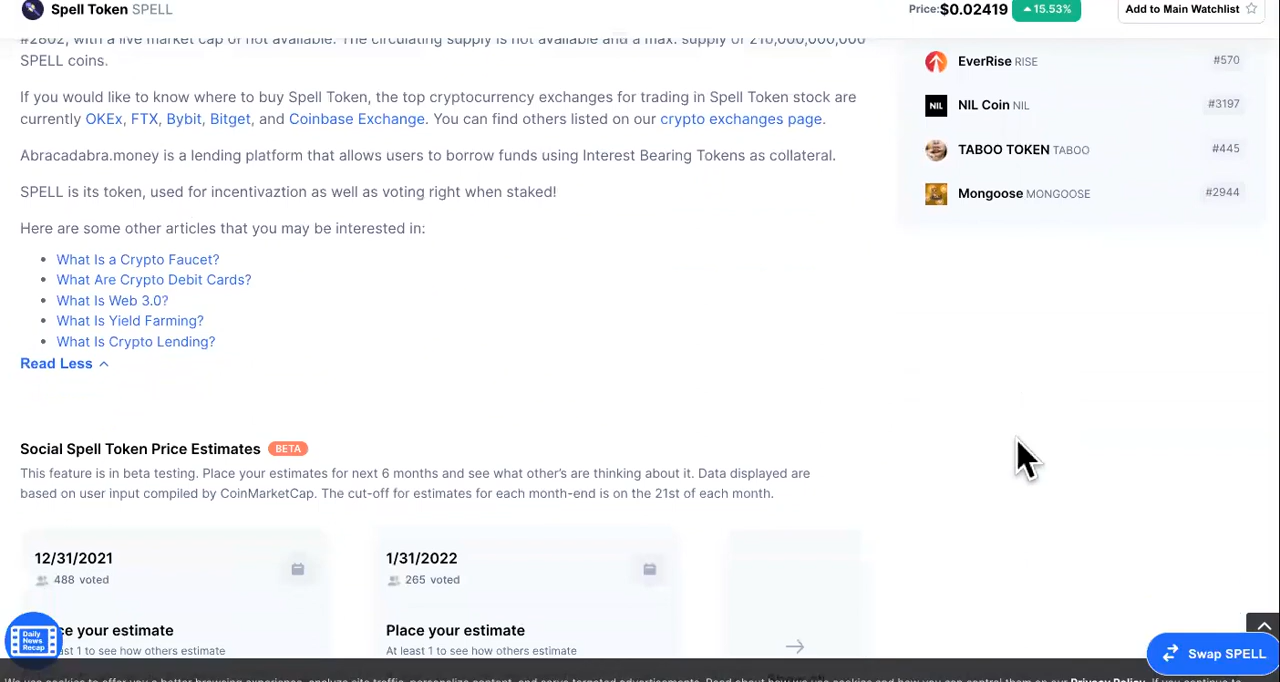 Spell Token SPELL
Price:$0.02419 15.53%
Add to Main Watchlist
#2802, with a live market cap of not available. The circulating supply is not available and a max. supply of 210,000,000,000
SPELL coins.
If you would like to know where to buy Spell Token, the top cryptocurrency exchanges for trading in Spell Token stock are
currently OKEx, FTX, Bybit, Bitget, and Coinbase Exchange. You can find others listed on our crypto exchanges page.
Abracadabra.money is a lending platform that allows users to borrow funds using Interest Bearing Tokens as collateral.
SPELL is its token, used for incentivaztion as well as voting right when staked!
Here are some other articles that you may be interested in:
What Is a Crypto Faucet?
What Are Crypto Debit Cards?
What Is Web 3.0?
What Is Yield Farming?
What Is Crypto Lending?
Read Less
EverRise RISE #570
NIL
NIL Coin NIL #3197
TABOO TOKEN TABOO #445
Mongoose MONGOOSE #2944
Social Spell Token Price Estimates BETA
This feature is in beta testing. Place your estimates for next 6 months and see what other's are thinking about it. Data displayed are
based on user input compiled by CoinMarketCap. The cut-off for estimates for each month-end is on the 21st of each month.
12/31/2021
488 voted
ce your estimate
ast 1 to see how others estimate
1/31/2022
265 voted
Place your estimate
At least 1 to see how others estimate
Daily
News
Recap
Swap SPELL